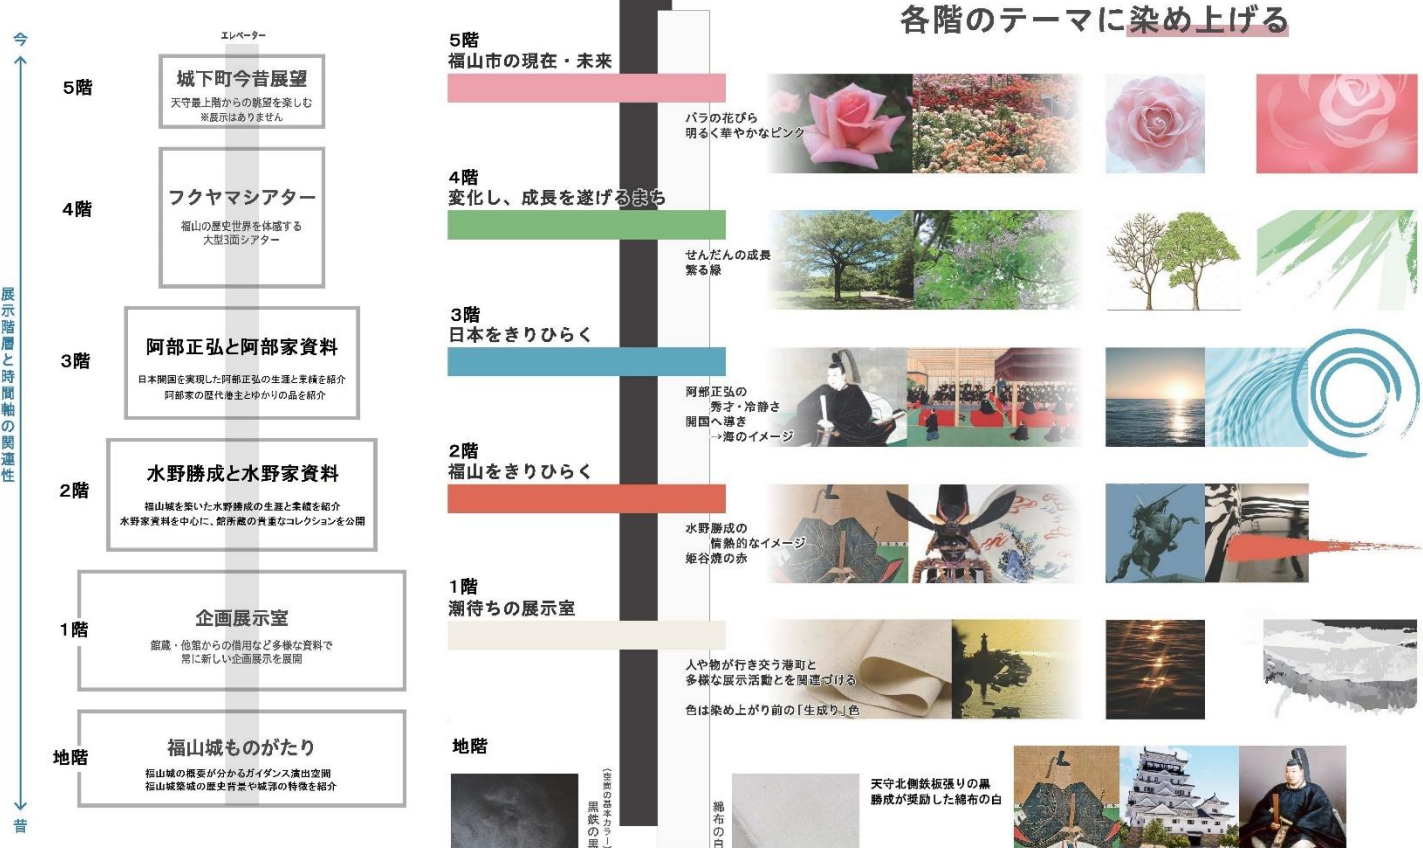 各階のテーマに染め上げる
今
展示階層と時間軸の関連性
昔
エレベーター
5階
城下町今昔展望
天守最上階からの眺望を楽しむ
※展示はありません
4階
フクヤマシアター
福山の歴史世界を体感する
大型3面シアター
3階
阿部正弘と阿部家資料
日本開国を実現した阿部正弘の生涯と業績を紹介
阿部家の歴代藩主とゆかりの品を紹介
2階
水野勝成と水野家資料
福山城を築いた水野勝成の生涯と業績を紹介
水野家資料を中心に、館所蔵の貴重なコレクションを公開
1階
企画展示室
館蔵・他館からの借用など多様な資料で
常に新しい企画展示を展開
地階
福山城ものがたり
福山城の概要が分かるガイダンス演出空間
福山城築城の歴史背景や城郭の特徴を紹介
5階
福山市の現在・未来
バラの花びら
明るく華やかなピンク
4階
変化し、成長を遂げるまち
せんだんの成長
繁る緑
3階
日本をきりひらく
阿部正弘の
秀才・冷静さ
開国へ導き
→海のイメージ
2階
福山をきりひらく
水野勝成の
情熱的なイメージ
姫谷焼の赤
1階
潮待ちの展示室
人や物が行き交う港町と
多様な展示活動とを関連づける
色は染め上がり前の「生成り」色
地階
黒鉄の黒
(空間の基本カラー)
綿布の白
天守北側鉄板張りの黒
勝成が奨励した綿布の白